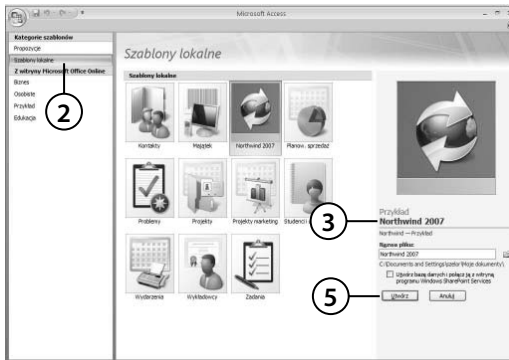 Microsoft Access
Kategorie szablonów
Propozycje
Szablony lokalne
Z witryny Microsoft Office Online
Biznes
Osobiste
Przykład
Edukacja
2
Szablony lokalne
Szablony lokalne
Kontakty
Majątek
Northwind 2007
Planow. sprzedaż
Problemy
Projekty
Projekty marketing
Studenci
Wydarzenia
Wykładowcy
Zadania
3
Przykład
Northwind 2007
Northwind — Przykład
Nazwa pliku:
Northwind 2007
C:\Documents and Settings\ \Moje dokumenty\
Utwórz bazę danych i połącz ją z witryną
programu Windows SharePoint Services
5
Utwórz
Anuluj